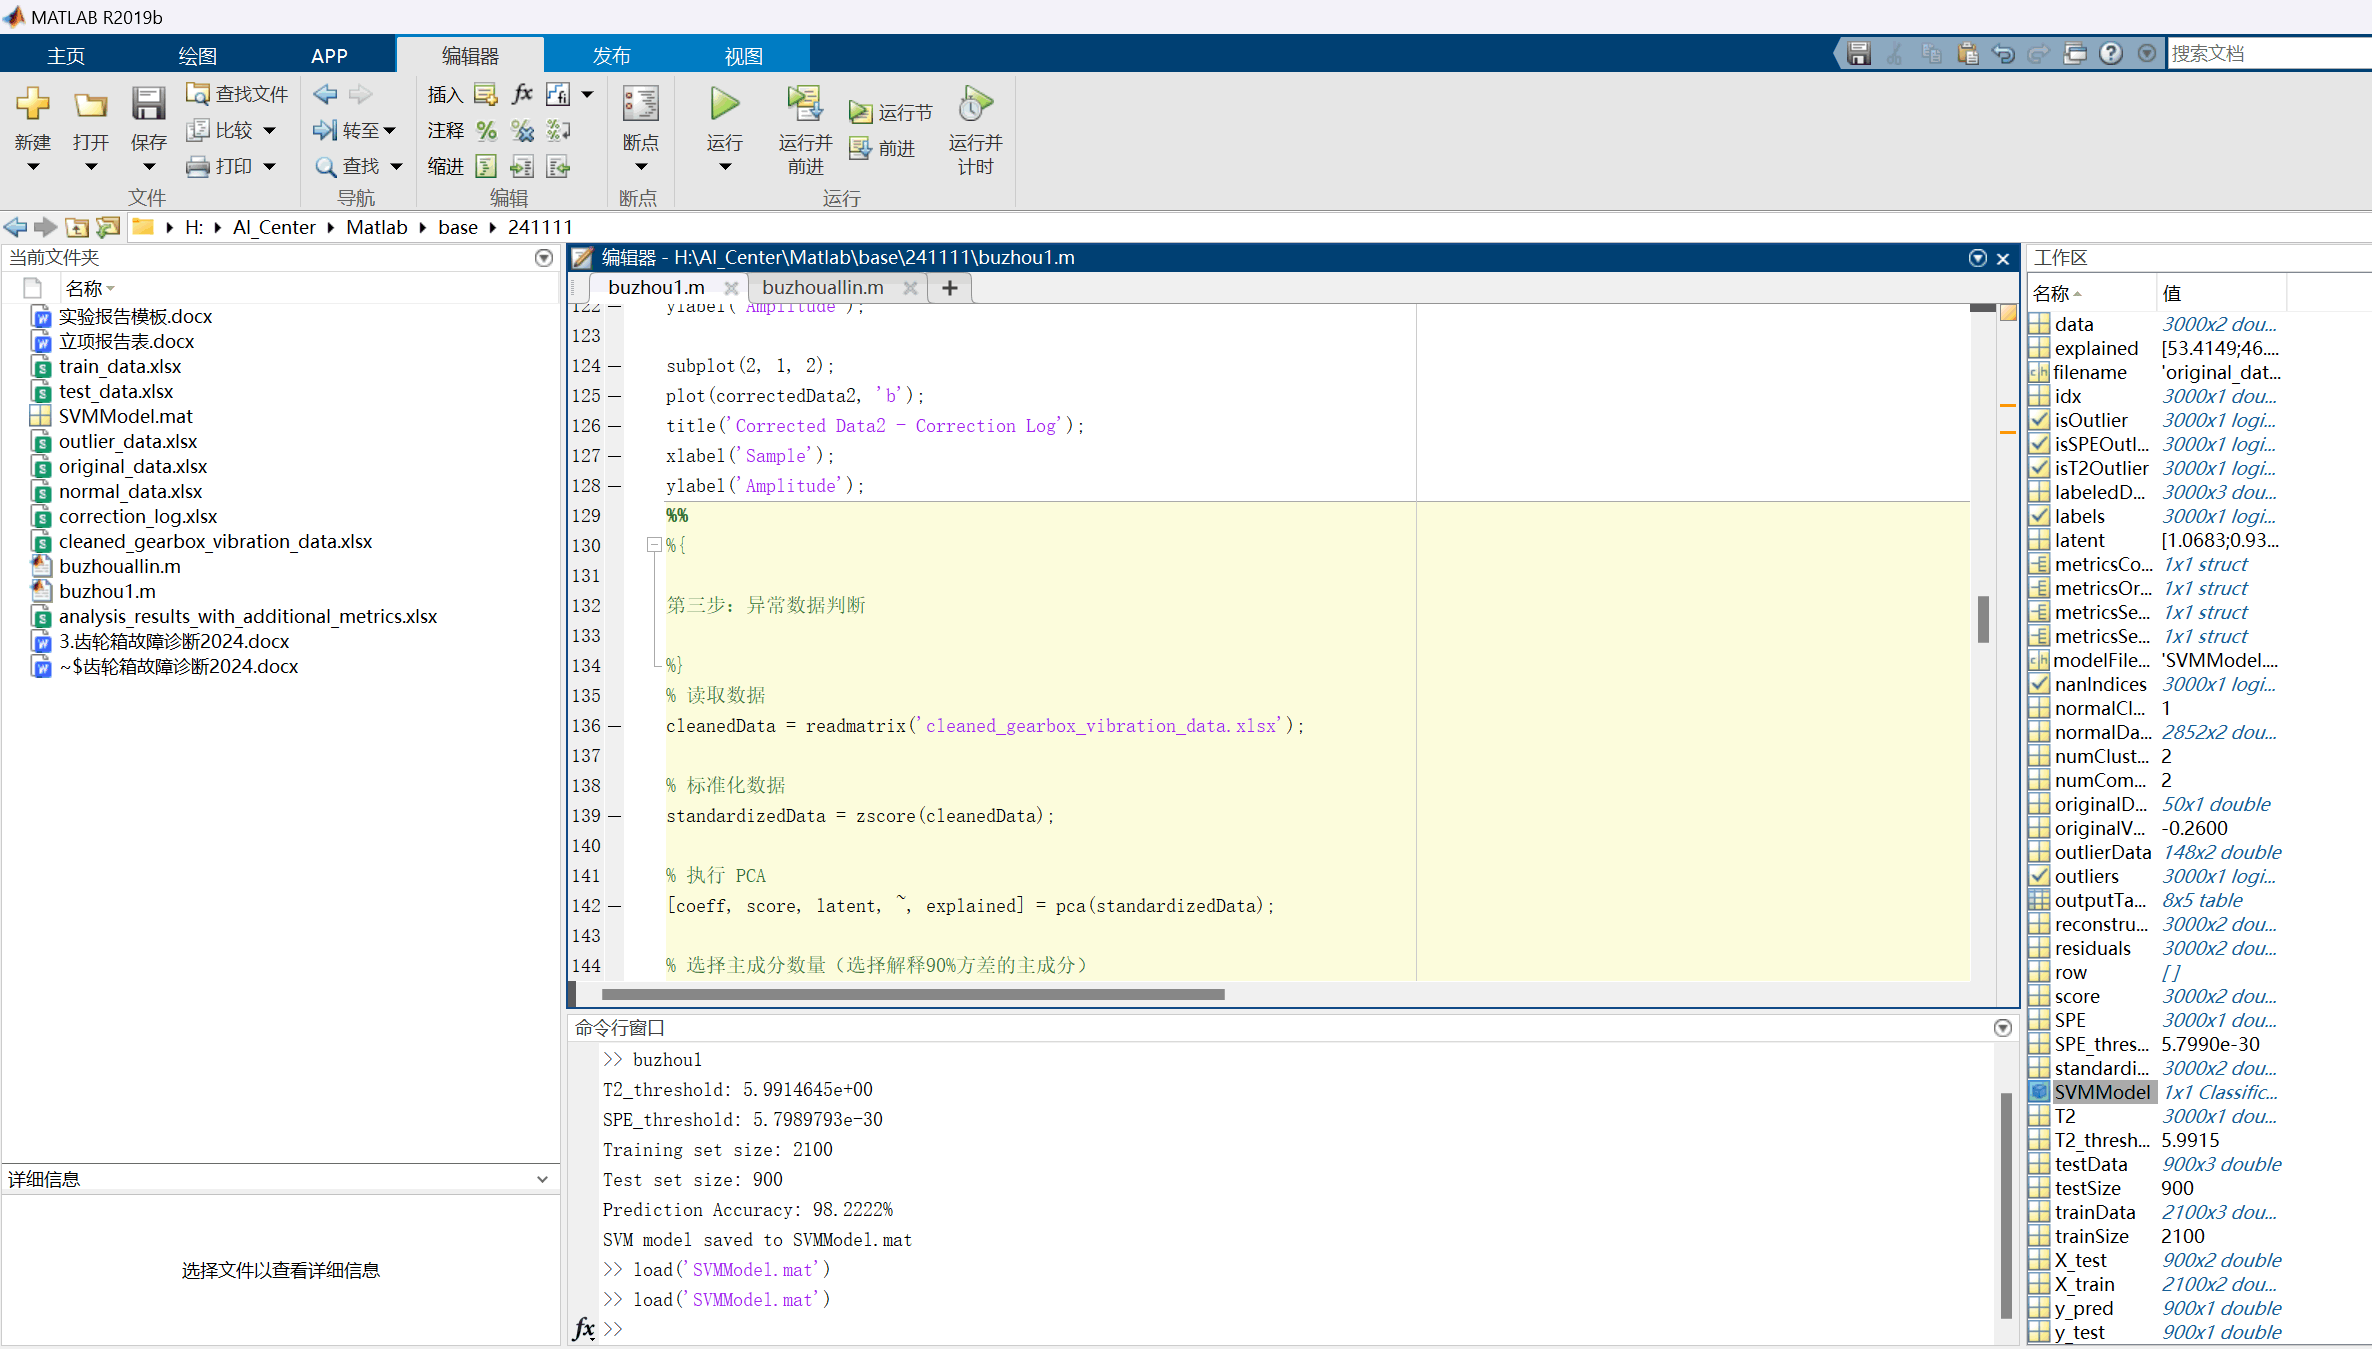 MATLAB R2019b
主页
绘图
APP
编辑器
发布
视图
搜索文档
新建
打开
保存
查找文件
比较
打印
文件
转至
查找
导航
插入
注释
缩进
编辑
断点
断点
运行
运行并
前进
运行节
前进
运行并
计时
运行
H: AI_Center Matlab base 241111
当前文件夹
名称
实验报告模板.docx
立项报告表.docx
train_data.xlsx
test_data.xlsx
SVMModel.mat
outlier_data.xlsx
original_data.xlsx
normal_data.xlsx
correction_log.xlsx
cleaned_gearbox_vibration_data.xlsx
buzhouallin.m
buzhou1.m
analysis_results_with_additional_metrics.xlsx
3.齿轮箱故障诊断2024.docx
~$齿轮箱故障诊断2024.docx
详细信息
选择文件以查看详细信息
编辑器 - H:\AI_Center\Matlab\base\241111\buzhou1.m
buzhou1.m
buzhouallin.m
122 ylabel('Amplitude');
123
124 subplot(2, 1, 2);
125 plot(correctedData2, 'b');
126 title('Corrected Data2 - Correction Log');
127 xlabel('Sample');
128 ylabel('Amplitude');
129 %%
130 %{
131
132 第三步: 异常数据判断
133
134 %}
135 % 读取数据
136 cleanedData = readmatrix('cleaned_gearbox_vibration_data.xlsx');
137
138 % 标准化数据
139 standardizedData = zscore(cleanedData);
140
141 % 执行 PCA
142 [coeff, score, latent, ~, explained] = pca(standardizedData);
143
144 % 选择主成分数量（选择解释90%方差的主成分）
命令行窗口
>> buzhou1
T2_threshold: 5.9914645e+00
SPE_threshold: 5.7989793e-30
Training set size: 2100
Test set size: 900
Prediction Accuracy: 98.2222%
SVM model saved to SVMModel.mat
>> load('SVMModel.mat')
>> load('SVMModel.mat')
fx >>
工作区
名称 值
data 3000x2 dou...
explained [53.4149;46....
filename 'original_dat...
idx 3000x1 dou...
isOutlier 3000x1 logi...
isSPEOutl... 3000x1 logi...
isT2Outlier 3000x1 logi...
labeledD... 3000x3 dou...
labels 3000x1 logi...
latent [1.0683;0.93...
metricsCo... 1x1 struct
metricsOr... 1x1 struct
metricsSe... 1x1 struct
metricsSe... 1x1 struct
modelFile... 'SVMModel....
nanIndices 3000x1 logi...
normalCl... 1
normalDa... 2852x2 dou...
numClust... 2
numCom... 2
originalD... 50x1 double
originalV... -0.2600
outlierData 148x2 double
outliers 3000x1 logi...
outputTa... 8x5 table
reconstru... 3000x2 dou...
residuals 3000x2 dou...
row []
score 3000x2 dou...
SPE 3000x1 dou...
SPE_thres... 5.7990e-30
standardi... 3000x2 dou...
SVMModel 1x1 Classific...
T2 3000x1 dou...
T2_thresh... 5.9915
testData 900x3 double
testSize 900
trainData 2100x3 dou...
trainSize 2100
X_test 900x2 double
X_train 2100x2 dou...
y_pred 900x1 double
y_test 900x1 double